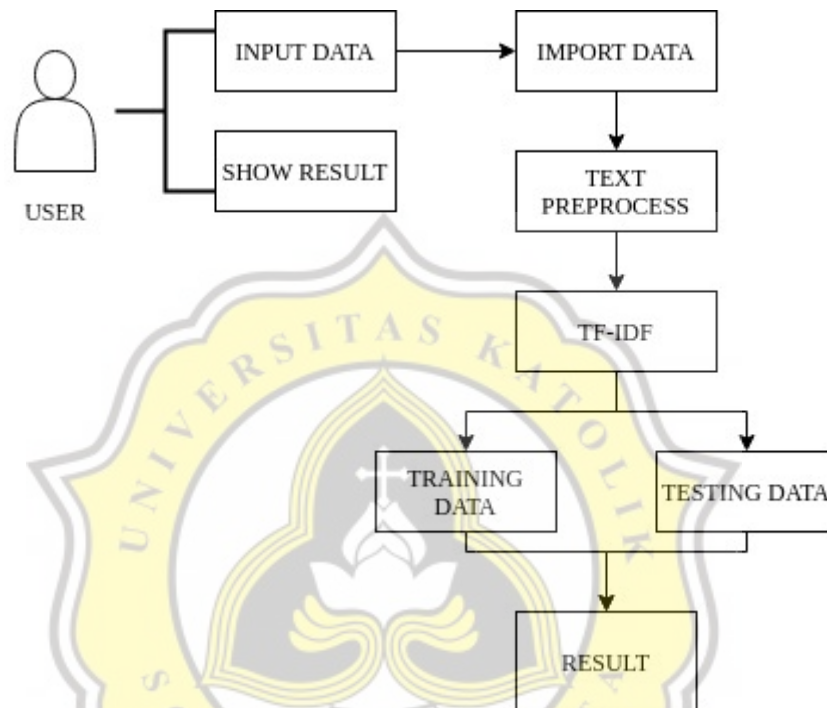 INPUT DATA
IMPORT DATA
SHOW RESULT
TEXT
PREPROCESS
USER
TF-IDF
UNIVERSITAS KATOLIK
TRAINING
DATA
TESTING DATA
RESULT